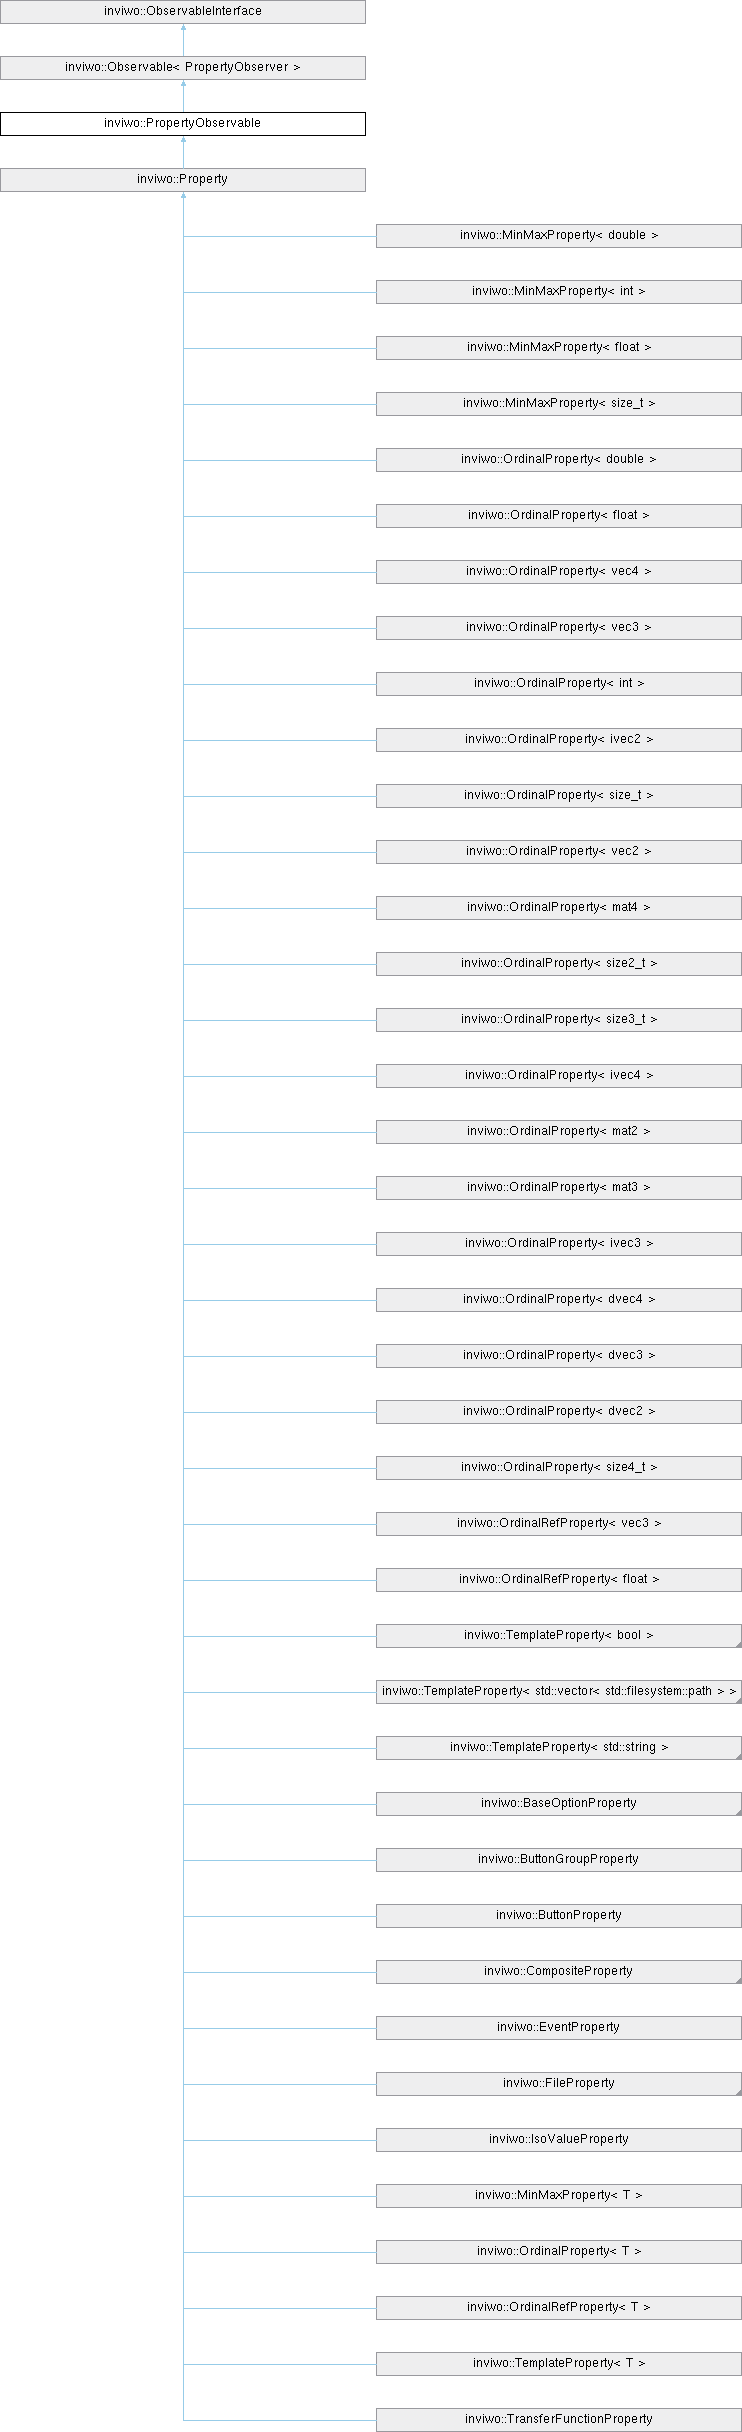 inviwo::ObservableInterface
inviwo::Observable< PropertyObserver >
inviwo::PropertyObservable
inviwo::Property
inviwo::MinMaxProperty< double >
inviwo::MinMaxProperty< int >
inviwo::MinMaxProperty< float >
inviwo::MinMaxProperty< size_t >
inviwo::OrdinalProperty< double >
inviwo::OrdinalProperty< float >
inviwo::OrdinalProperty< vec4 >
inviwo::OrdinalProperty< vec3 >
inviwo::OrdinalProperty< int >
inviwo::OrdinalProperty< ivec2 >
inviwo::OrdinalProperty< size_t >
inviwo::OrdinalProperty< vec2 >
inviwo::OrdinalProperty< mat4 >
inviwo::OrdinalProperty< size2_t >
inviwo::OrdinalProperty< size3_t >
inviwo::OrdinalProperty< ivec4 >
inviwo::OrdinalProperty< mat2 >
inviwo::OrdinalProperty< mat3 >
inviwo::OrdinalProperty< ivec3 >
inviwo::OrdinalProperty< dvec4 >
inviwo::OrdinalProperty< dvec3 >
inviwo::OrdinalProperty< dvec2 >
inviwo::OrdinalProperty< size4_t >
inviwo::OrdinalRefProperty< vec3 >
inviwo::OrdinalRefProperty< float >
inviwo::TemplateProperty< bool >
inviwo::TemplateProperty< std::vector< std::filesystem::path > >
inviwo::TemplateProperty< std::string >
inviwo::BaseOptionProperty
inviwo::ButtonGroupProperty
inviwo::ButtonProperty
inviwo::CompositeProperty
inviwo::EventProperty
inviwo::FileProperty
inviwo::IsoValueProperty
inviwo::MinMaxProperty< T >
inviwo::OrdinalProperty< T >
inviwo::OrdinalRefProperty< T >
inviwo::TemplateProperty< T >
inviwo::TransferFunctionProperty